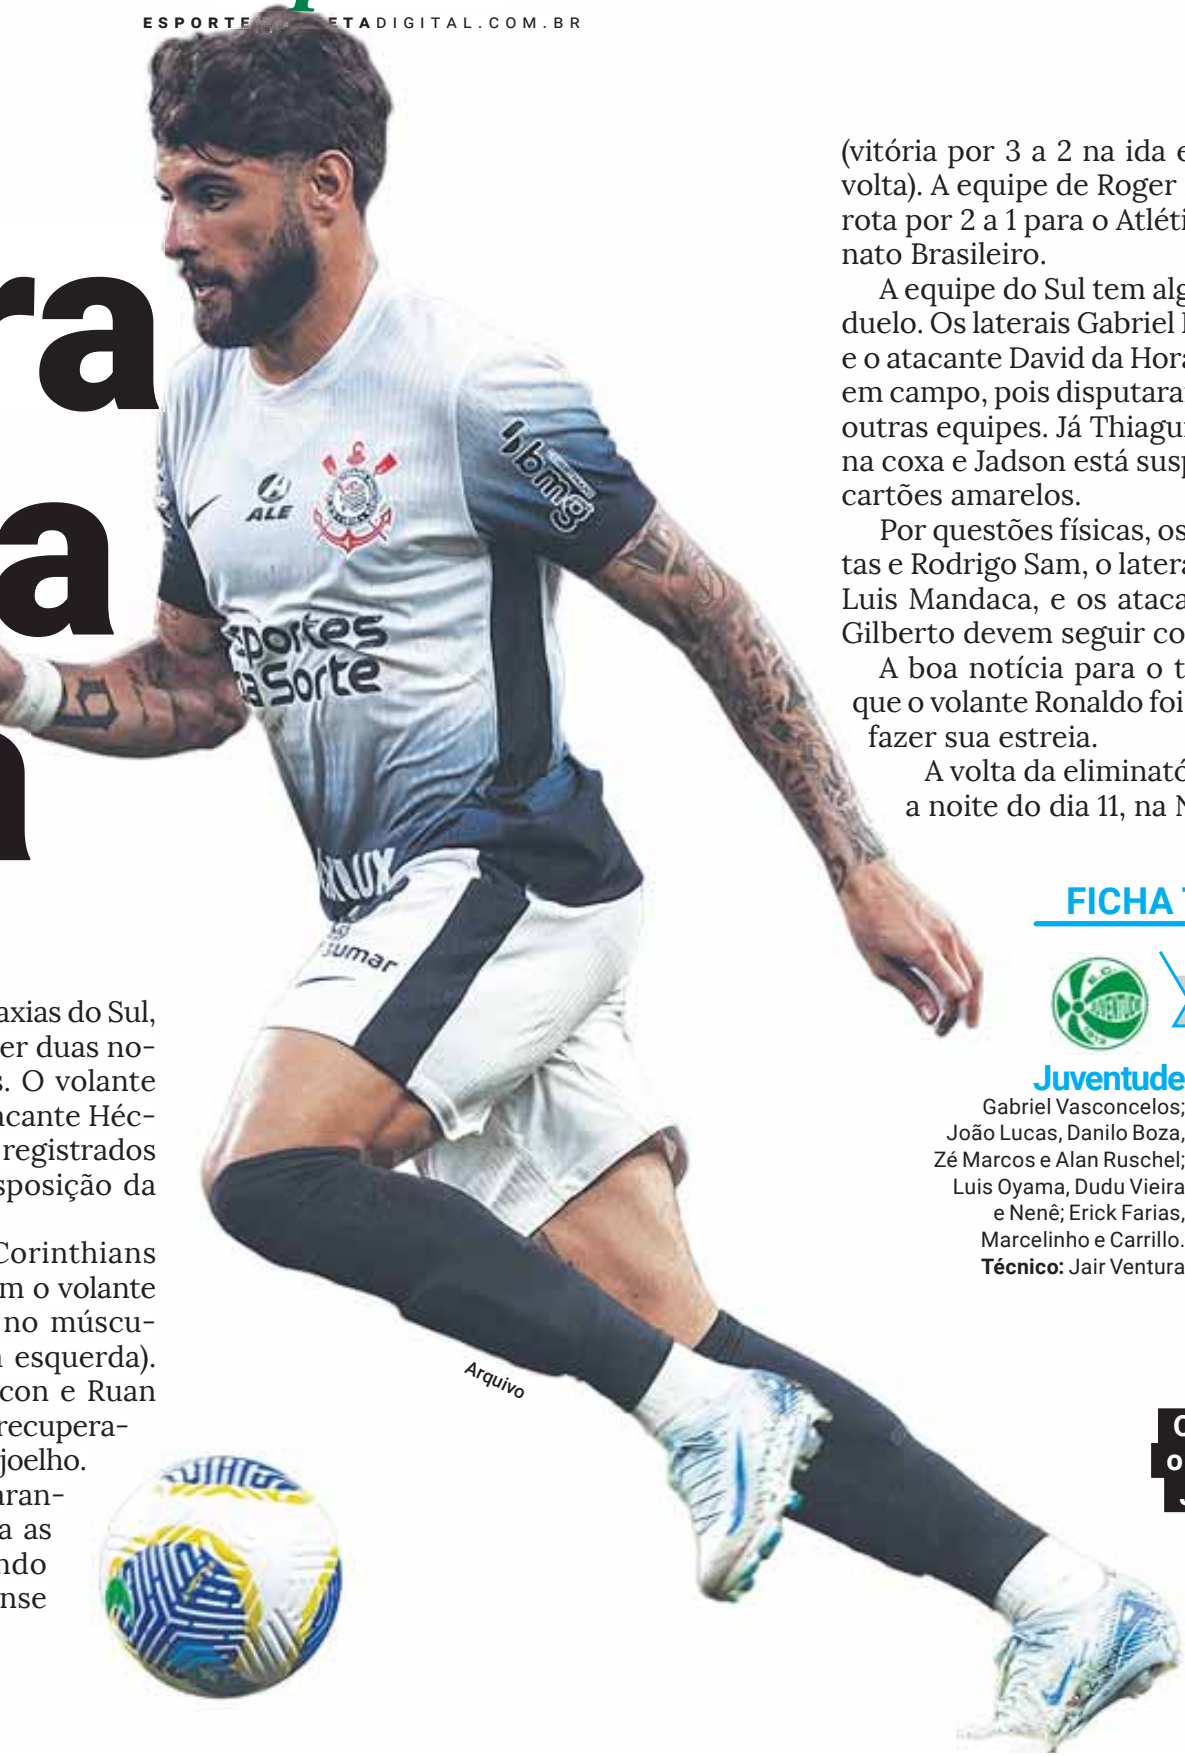 ESPORTE
ETADIGITAL.COM.BR
ra
a
axias do Sul,
er duas no-
s. O volante
acante Héc-
registrados
sposição da
Corinthians
m o volante
no múscu-
esquerda).
con e Ruan
recupera-
joelho.
aran-
a as
ndo
nse
ALE
bmg
sportes
da Sorte
sumar
Arquivo
(vitória por 3 a 2 na ida e
volta). A equipe de Roger
rota por 2 a 1 para o Atléti
nato Brasileiro.
A equipe do Sul tem alg
duelo. Os laterais Gabriel
e o atacante David da Hora
em campo, pois disputara
outras equipes. Já Thiagui
na coxa e Jadson está susp
cartões amarelos.
Por questões físicas, os
tas e Rodrigo Sam, o latera
Luis Mandaca, e os ataca
Gilberto devem seguir co
A boa notícia para o t
que o volante Ronaldo foi
fazer sua estreia.
A volta da eliminató
a noite do dia 11, na N
FICHA
E.C.
JUVENTUDE
Juventude
Gabriel Vasconcelos;
João Lucas, Danilo Boza,
Zé Marcos e Alan Ruschel;
Luis Oyama, Dudu Vieira
e Nenê; Erick Farias,
Marcelinho e Carrillo.
Técnico: Jair Ventura